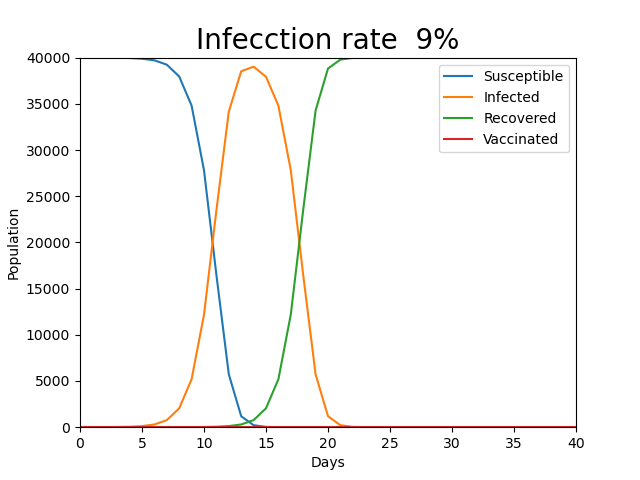 Infecction rate  9%
40000
35000
30000
25000
20000
15000
10000
5000
0
Population
Susceptible
Infected
Recovered
Vaccinated
0 5 10 15 20 25 30 35 40
Days